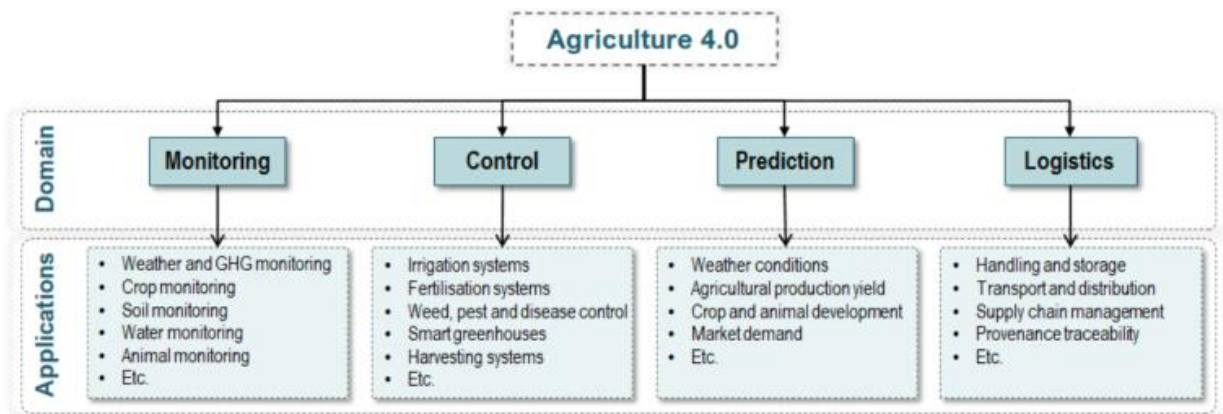 Agriculture 4.0
Domain
Monitoring
Control
Prediction
Logistics
Applications
• Weather and GHG monitoring
• Crop monitoring
• Soil monitoring
• Water monitoring
• Animal monitoring
• Etc.
• Irrigation systems
• Fertilisation systems
• Weed, pest and disease control
• Smart greenhouses
• Harvesting systems
• Etc.
• Weather conditions
• Agricultural production yield
• Crop and animal development
• Market demand
• Etc.
• Handling and storage
• Transport and distribution
• Supply chain management
• Provenance traceability
• Etc.